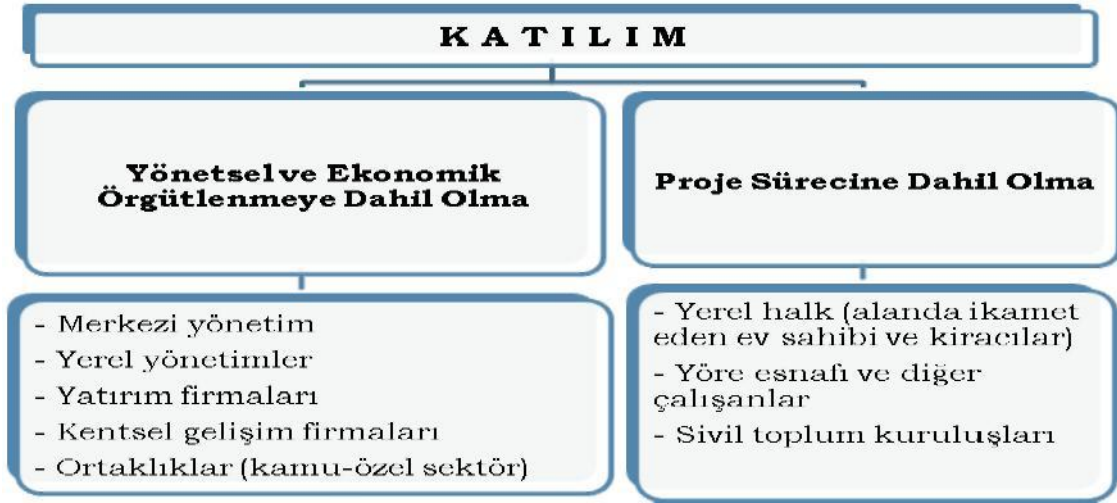 K A T I L I M
Yönetsel ve Ekonomik
Örgütlenmeye Dahil Olma
Proje Sürecine Dahil Olma
- Merkezi yönetim
- Yerel yönetimler
- Yatırım firmaları
- Kentsel gelişim firmaları
- Ortaklıklar (kamu-özel sektör)
- Yerel halk (alanda ikamet
eden ev sahibi ve kiracılar)
- Yöre esnafı ve diğer
çalışanlar
- Sivil toplum kuruluşları